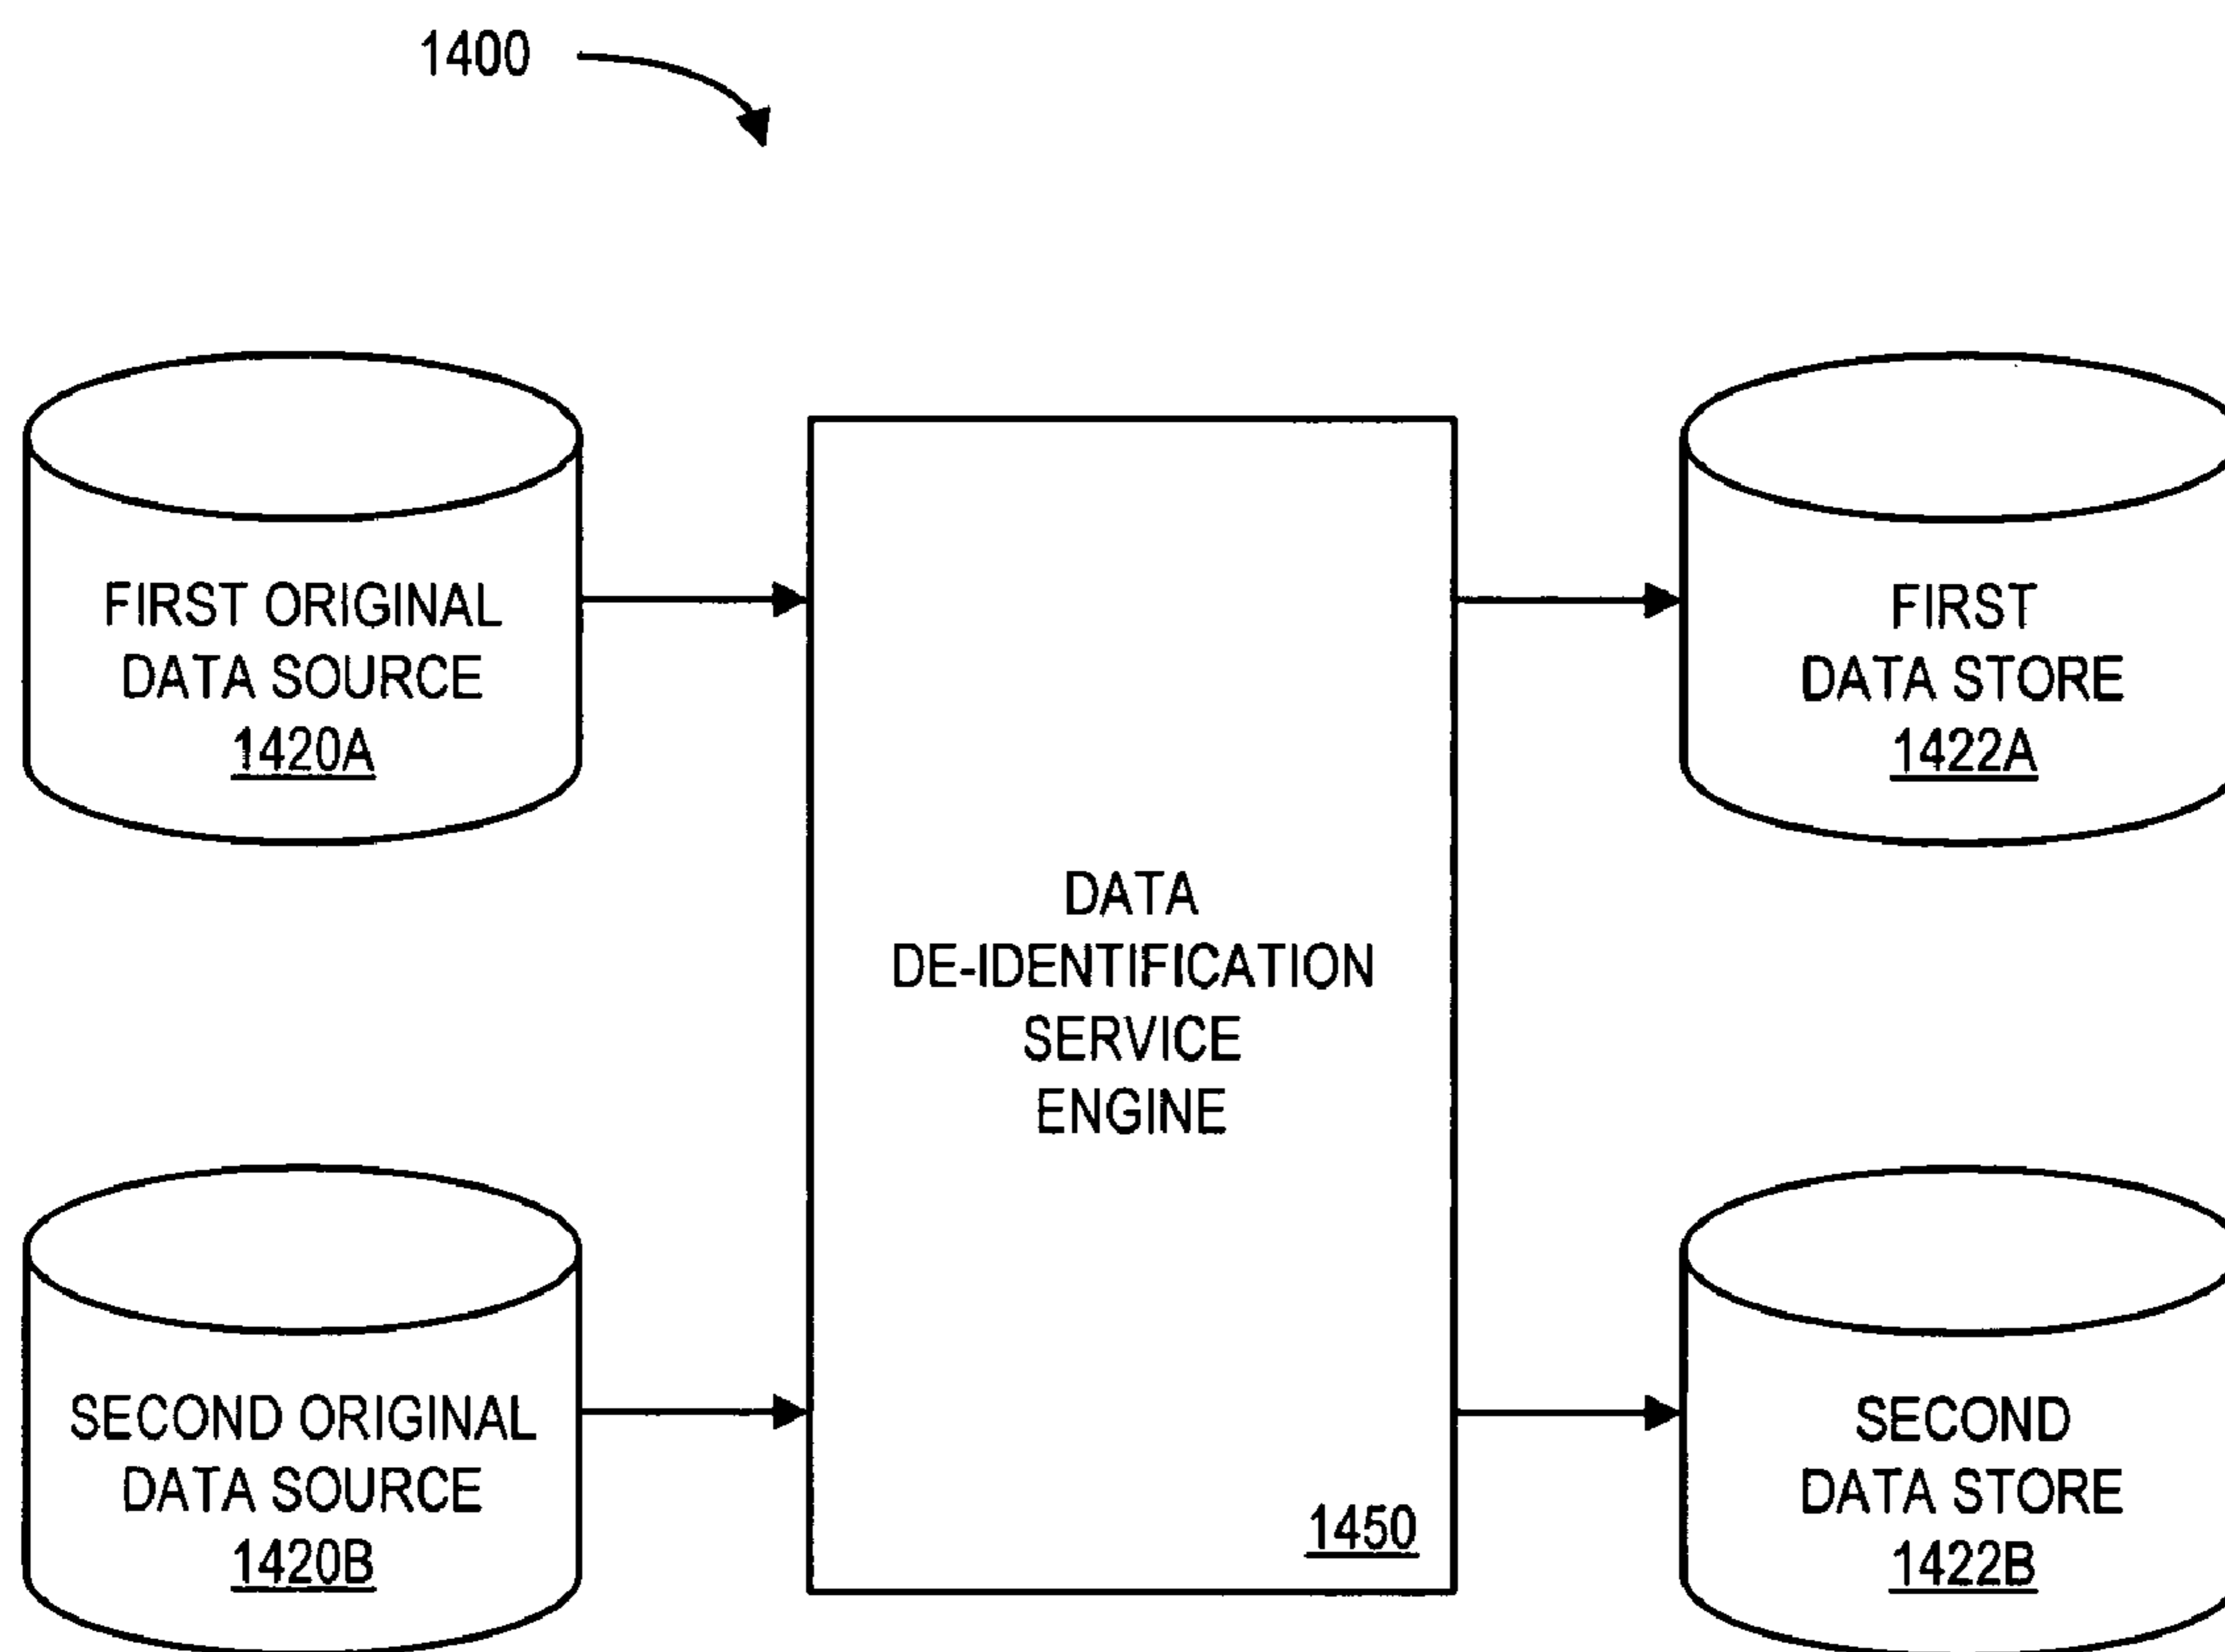 1400
FIRST ORIGINAL
DATA SOURCE
1420A
DATA
DE-IDENTIFICATION
SERVICE
ENGINE
1450
FIRST
DATA STORE
1422A
SECOND ORIGINAL
DATA SOURCE
1420B
SECOND
DATA STORE
1422B